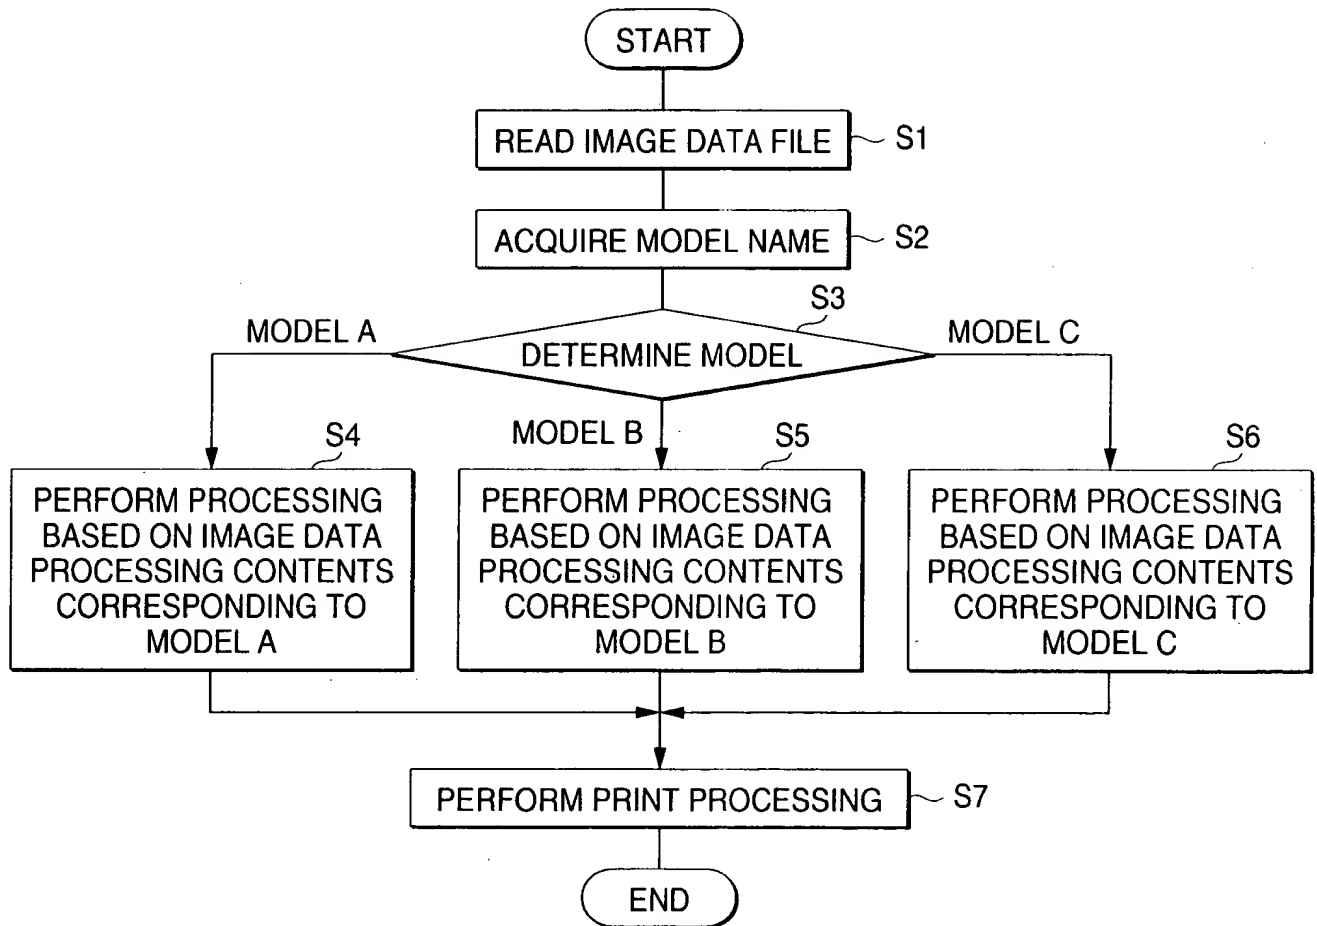 START
READ IMAGE DATA FILE
S1
ACQUIRE MODEL NAME
S2
S3
MODEL A
DETERMINE MODEL
MODEL C
MODEL B
S4
S5
S6
PERFORM PROCESSING
BASED ON IMAGE DATA
PROCESSING CONTENTS
CORRESPONDING TO
MODEL A
PERFORM PROCESSING
BASED ON IMAGE DATA
PROCESSING CONTENTS
CORRESPONDING TO
MODEL B
PERFORM PROCESSING
BASED ON IMAGE DATA
PROCESSING CONTENTS
CORRESPONDING TO
MODEL C
PERFORM PRINT PROCESSING
S7
END